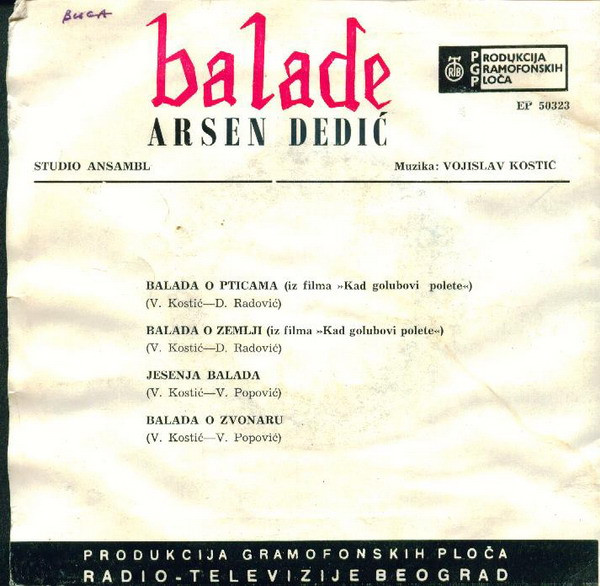 balade
ARSEN DEDIĆ
PGP RTB
PRODUKCIJA
GRAMOFONSKIH
PLOČA
EP 50323
STUDIO ANSAMBL
Muzika: VOJISLAV KOSTIĆ
BALADA O PTICAMA (iz filma »Kad golubovi polete«)
(V. Kostić—D. Radović)
BALADA O ZEMLJI (iz filma »Kad golubovi polete«)
(V. Kostić—D. Radović)
JESENJA BALADA
(V. Kostić—V. Popović)
BALADA O ZVONARU
(V. Kostić—V. Popović)
PRODUKCIJA GRAMOFONSKIH PLOČA
RADIO-TELEVIZIJE BEOGRAD